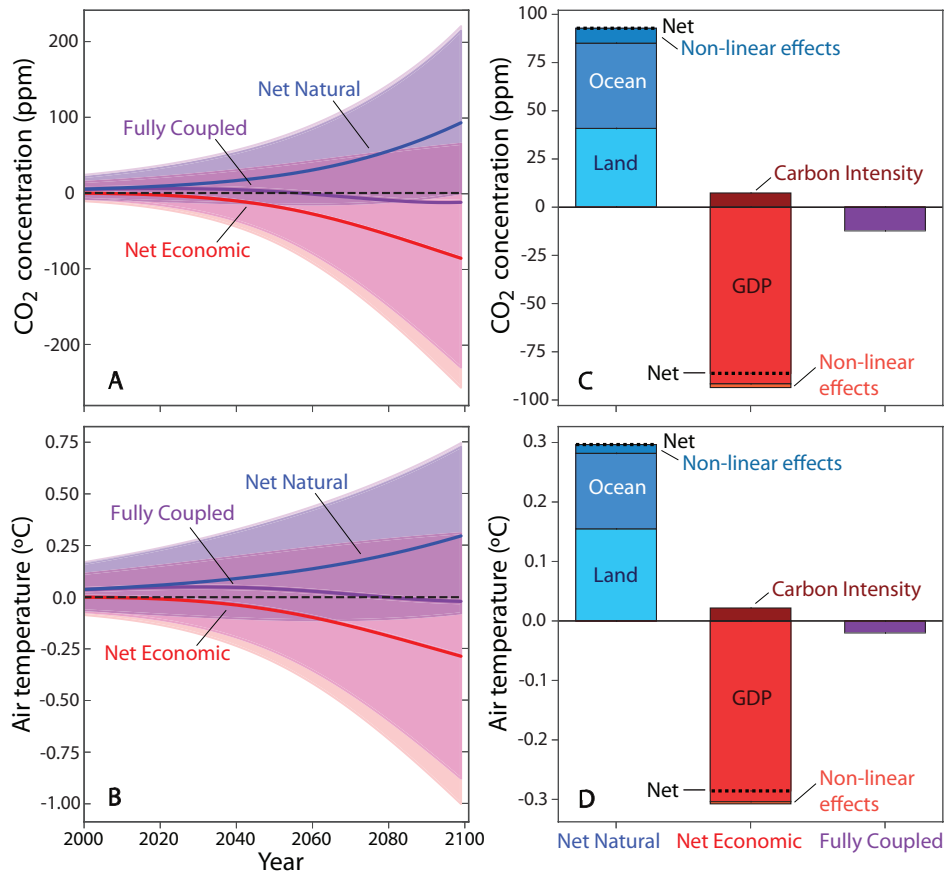 CO2 concentration (ppm)
200
100
0
-100
-200
Net Natural
Fully Coupled
Net Economic
A
CO2 concentration (ppm)
100
75
50
25
0
-25
-50
-75
-100
Net
Non-linear effects
Ocean
Land
Carbon Intensity
GDP
Net
Non-linear
effects
C
Air temperature (ºC)
0.75
0.50
0.25
0.0
-0.25
-0.50
-0.75
-1.00
Net Natural
Fully Coupled
Net Economic
B
2000
2020
2040
2060
2080
2100
Year
Air temperature (ºC)
0.3
0.2
0.1
0.0
-0.1
-0.2
-0.3
Net
Non-linear effects
Ocean
Land
Carbon Intensity
GDP
Net
Non-linear
effects
D
Net Natural
Net Economic
Fully Coupled